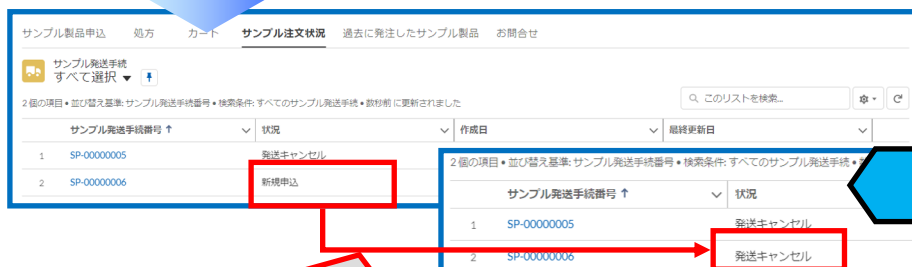 サンプル製品申込 処方 カート サンプル注文状況 過去に発注したサンプル製品 お問合せ
サンプル発送手続
すべて選択 ▼
2 個の項目 • 並び替え基準: サンプル発送手続番号 • 検索条件: すべてのサンプル発送手続 • 数秒前 に更新されました
このリストを検索...
サンプル発送手続番号 ↑ 状況 作成日 最終更新日
1 SP-00000005 発送キャンセル
2 SP-00000006 新規申込
2 個の項目 • 並び替え基準: サンプル発送手続番号 • 検索条件: すべてのサンプル発送手続 •
サンプル発送手続番号 ↑ 状況
1 SP-00000005 発送キャンセル
2 SP-00000006 発送キャンセル